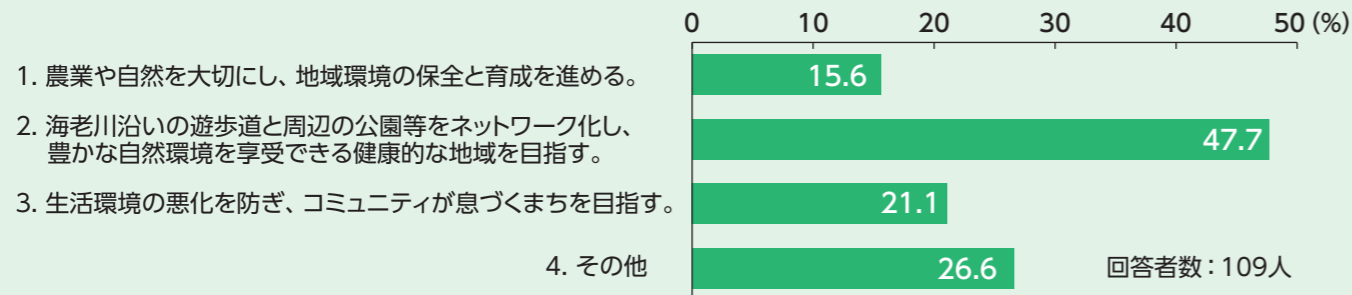 0 10 20 30 40 50 (%)
1. 農業や自然を大切にし、地域環境の保全と育成を進める。 15.6
2. 海老川沿いの遊歩道と周辺の公園等をネットワーク化し、
豊かな自然環境を享受できる健康的な地域を目指す。 47.7
3. 生活環境の悪化を防ぎ、コミュニティが息づくまちを目指す。 21.1
4. その他 26.6 回答者数：109人